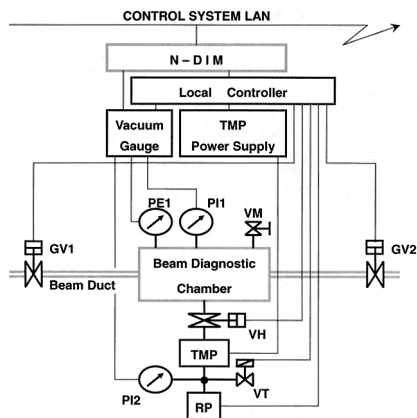 CONTROL SYSTEM LAN
N – D I M
Local Controller
Vacuum
Gauge
TMP
Power Supply
PE1
PI1
VM
GV1
GV2
Beam Diagnostic
Chamber
Beam Duct
VH
TMP
PI2
VT
RP